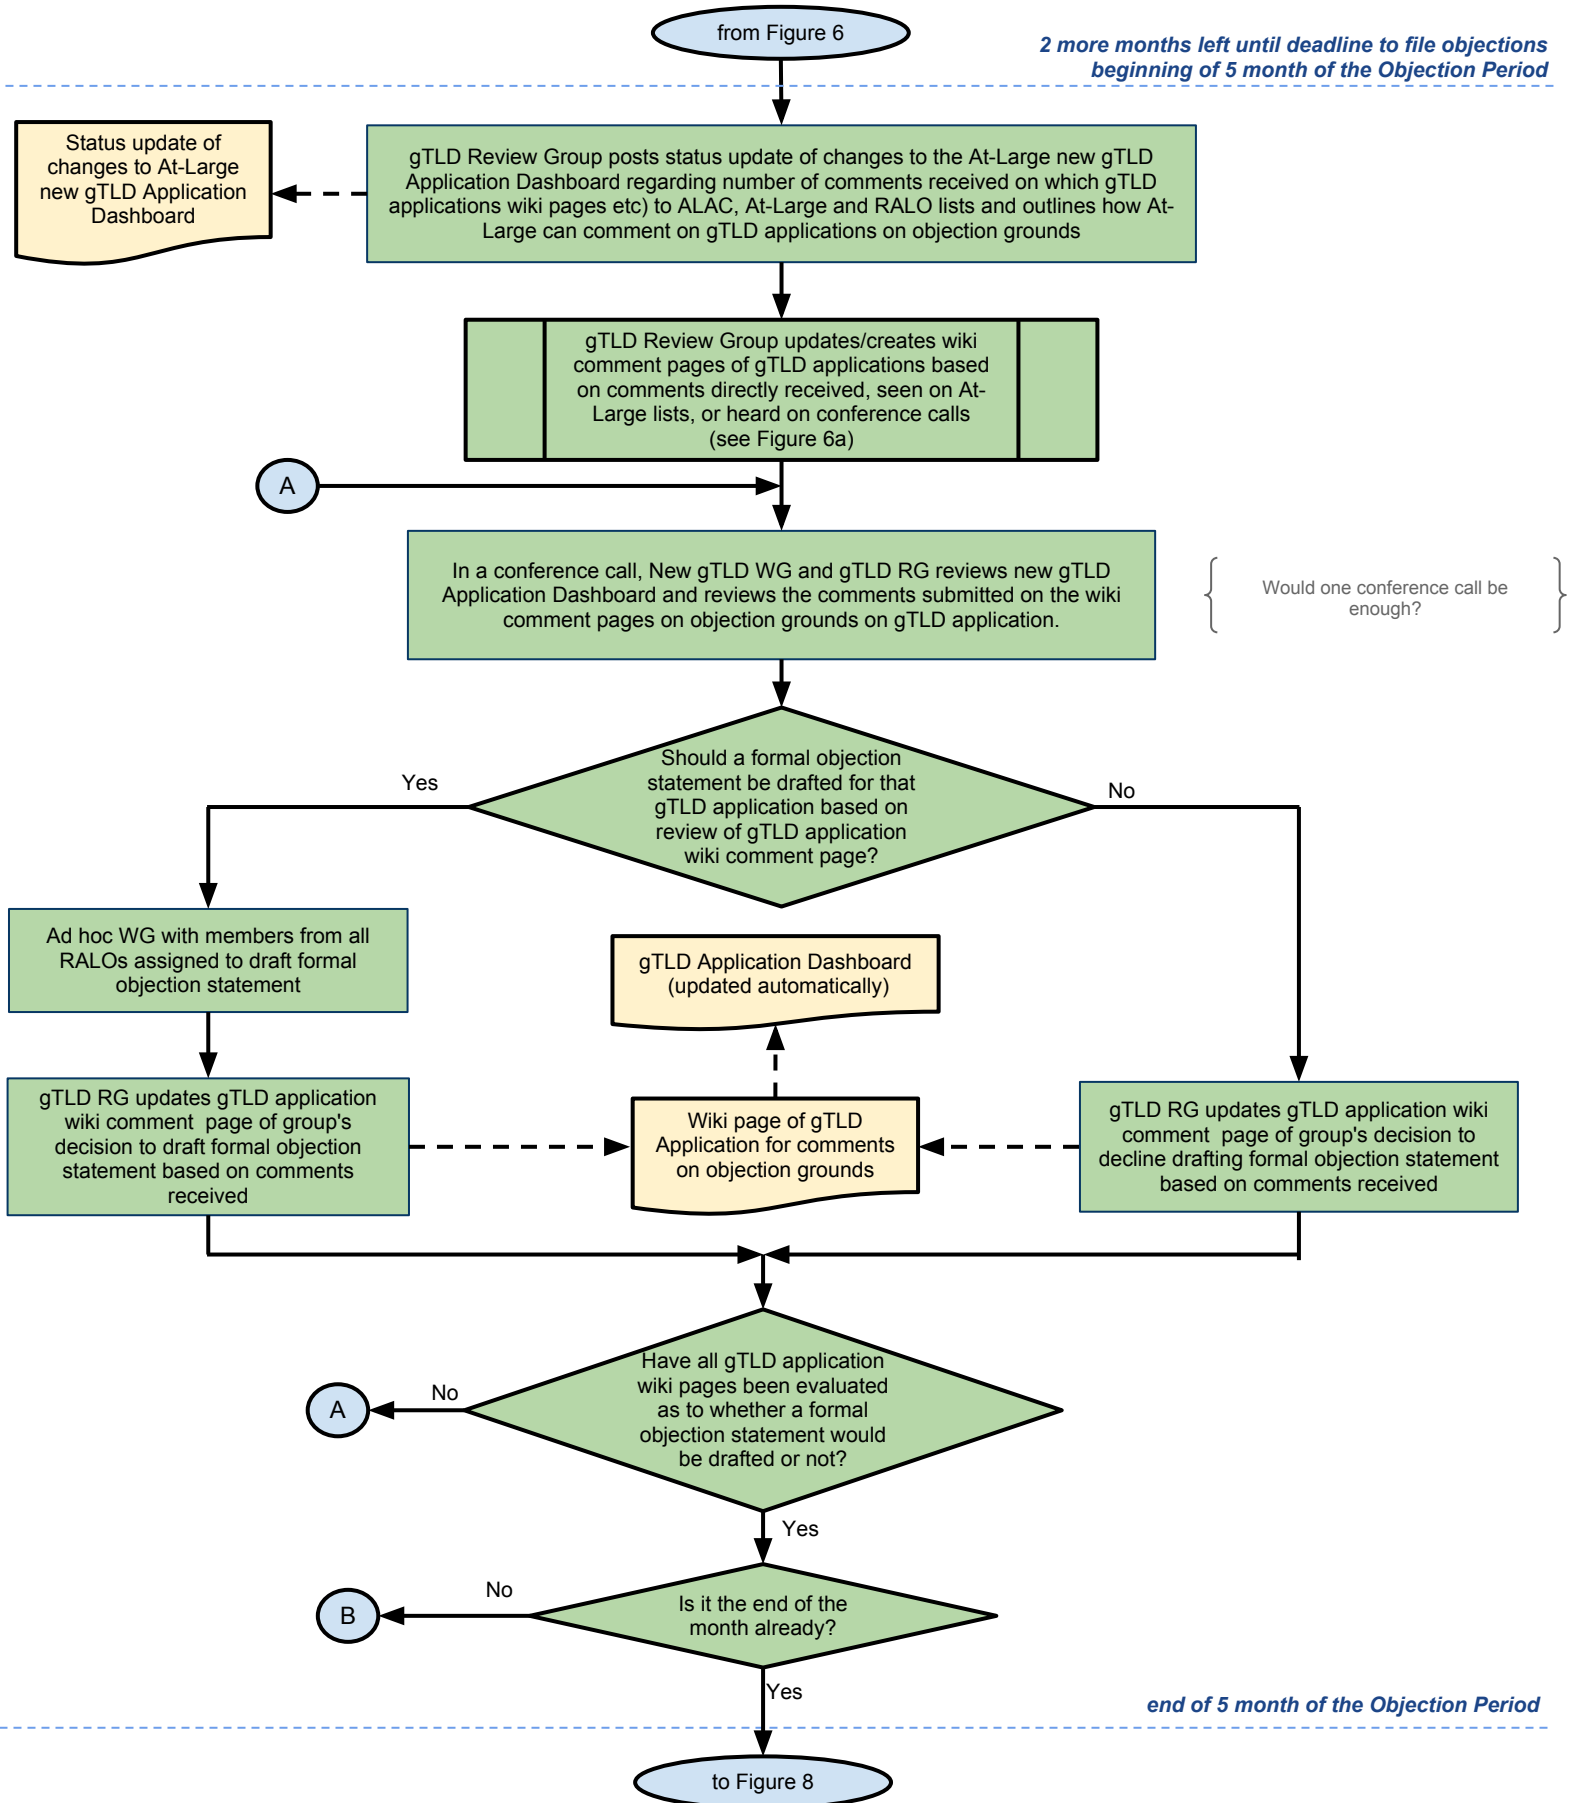 from Figure 6
2 more months left until deadline to file objections
beginning of 5 month of the Objection Period
Status update of
changes to At-Large
new gTLD Application
Dashboard
gTLD Review Group posts status update of changes to the At-Large new gTLD
Application Dashboard regarding number of comments received on which gTLD
applications wiki pages etc) to ALAC, At-Large and RALO lists and outlines how At-
Large can comment on gTLD applications on objection grounds
gTLD Review Group updates/creates wiki
comment pages of gTLD applications based
on comments directly received, seen on At-
Large lists, or heard on conference calls
(see Figure 6a)
A
In a conference call, New gTLD WG and gTLD RG reviews new gTLD
Application Dashboard and reviews the comments submitted on the wiki
comment pages on objection grounds on gTLD application.
Would one conference call be
enough?
Should a formal objection
statement be drafted for that
gTLD application based on
review of gTLD application
wiki comment page?
Yes
No
Ad hoc WG with members from all
RALOs assigned to draft formal
objection statement
gTLD Application Dashboard
(updated automatically)
gTLD RG updates gTLD application
wiki comment page of group's
decision to draft formal objection
statement based on comments
received
Wiki page of gTLD
Application for comments
on objection grounds
gTLD RG updates gTLD application wiki
comment page of group's decision to
decline drafting formal objection statement
based on comments received
Have all gTLD application
wiki pages been evaluated
as to whether a formal
objection statement would
be drafted or not?
No
A
Yes
Is it the end of the
month already?
No
B
Yes
end of 5 month of the Objection Period
to Figure 8